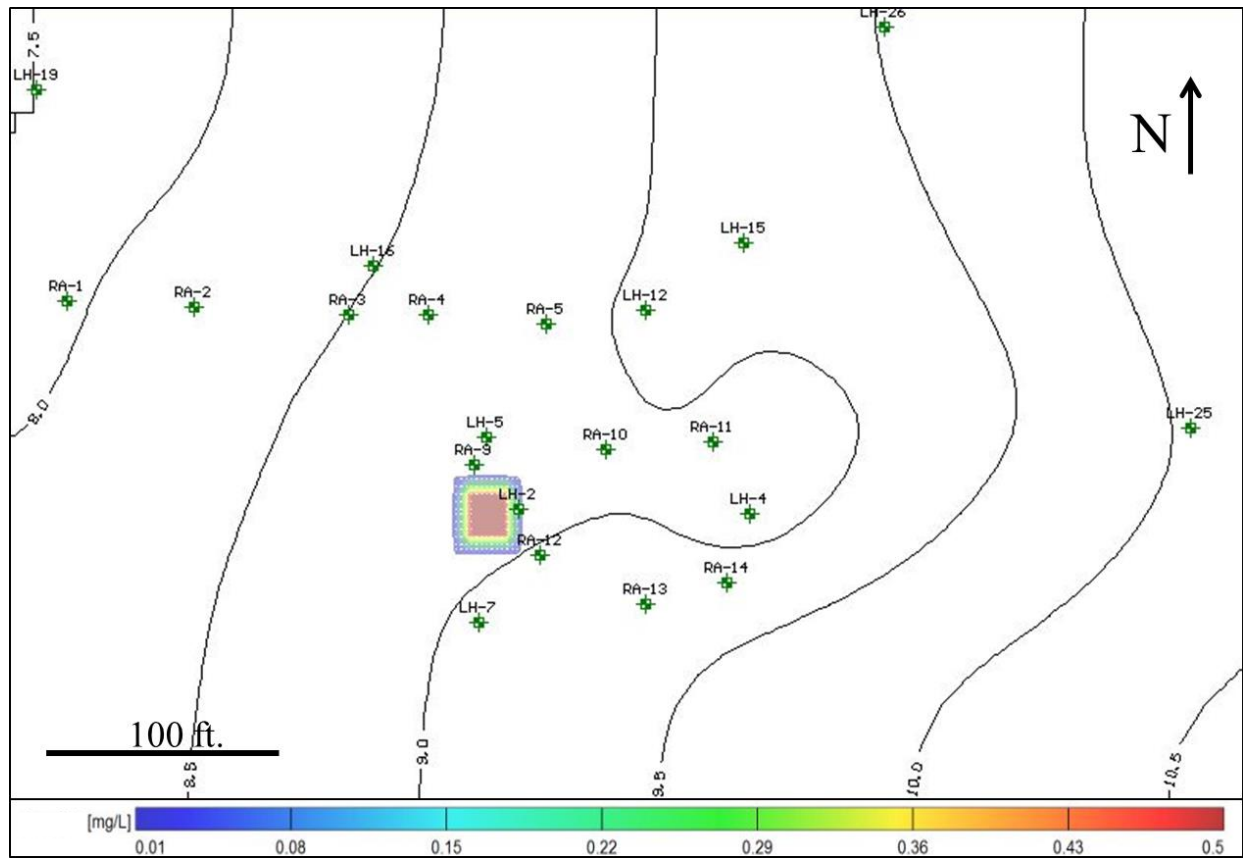 LH-26
7.5
LH-19
N
LH-15
LH-16
RA-1
RA-2
RA-3
RA-4
LH-12
RA-5
8.0
LH-5
RA-11
LH-25
RA-10
RA-9
LH-2
LH-4
RA-12
RA-14
RA-13
LH-7
100 ft.
8.5
9.0
9.5
10.0
10.5
[mg/L]
0.01 0.08 0.15 0.22 0.29 0.36 0.43 0.5